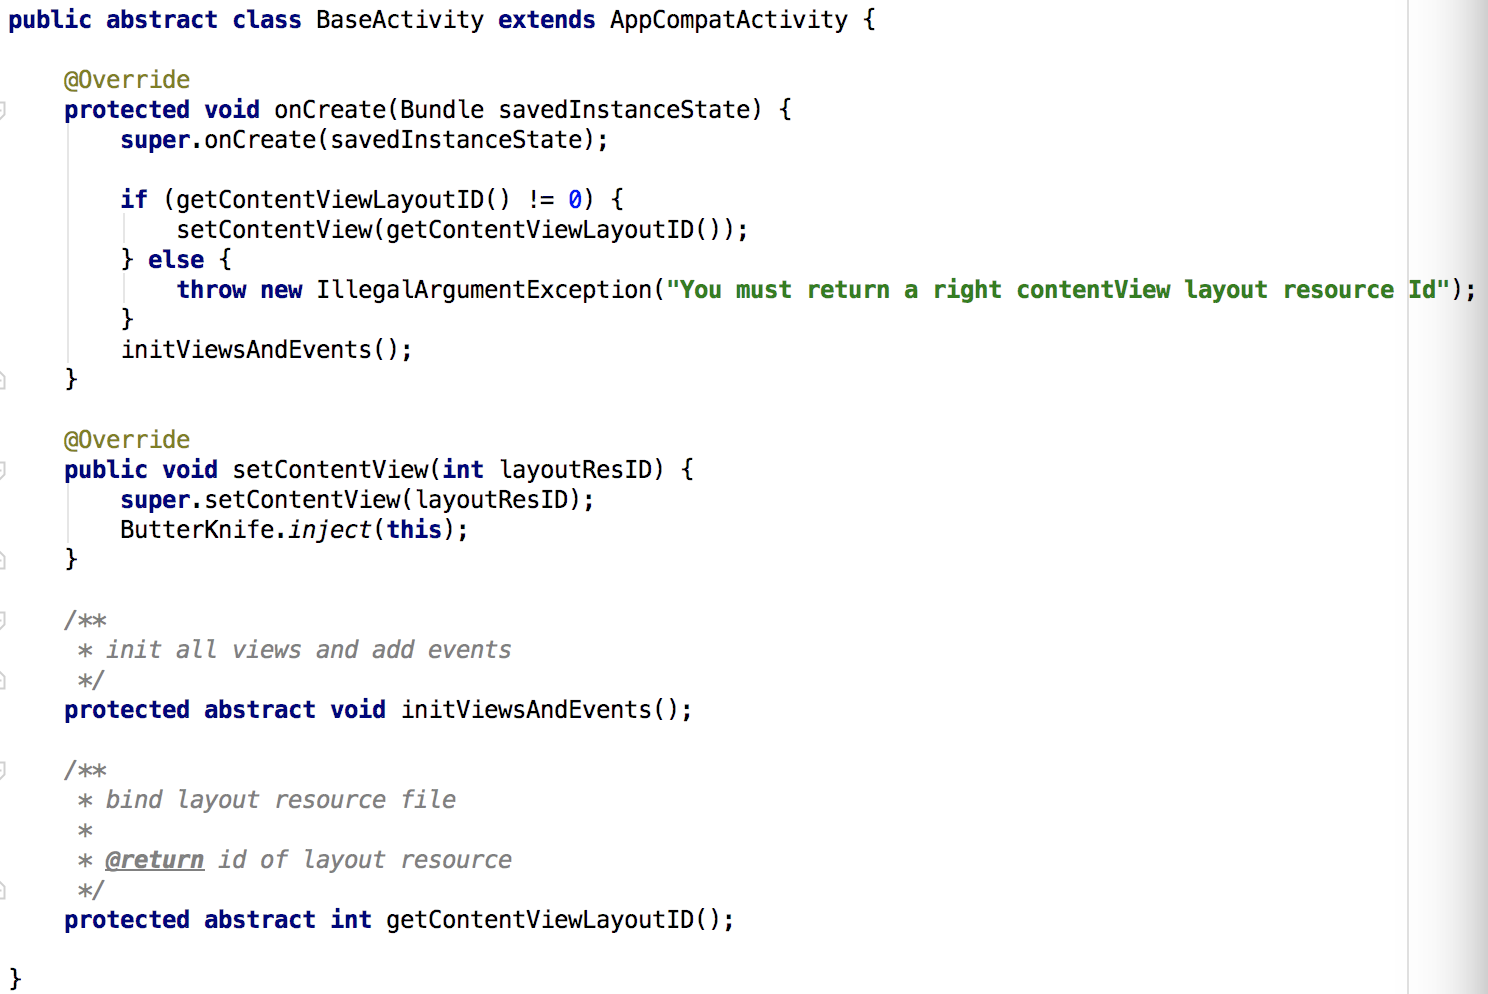 public abstract class BaseActivity extends AppCompatActivity {
@Override
protected void onCreate(Bundle savedInstanceState) {
super.onCreate(savedInstanceState);
if (getContentViewLayoutID() != 0) {
setContentView(getContentViewLayoutID());
} else {
throw new IllegalArgumentException("You must return a right contentView layout resource Id");
}
initViewsAndEvents();
}
@Override
public void setContentView(int layoutResID) {
super.setContentView(layoutResID);
ButterKnife.inject(this);
}
/**
* init all views and add events
*/
protected abstract void initViewsAndEvents();
/**
* bind layout resource file
*
* @return id of layout resource
*/
protected abstract int getContentViewLayoutID();
}